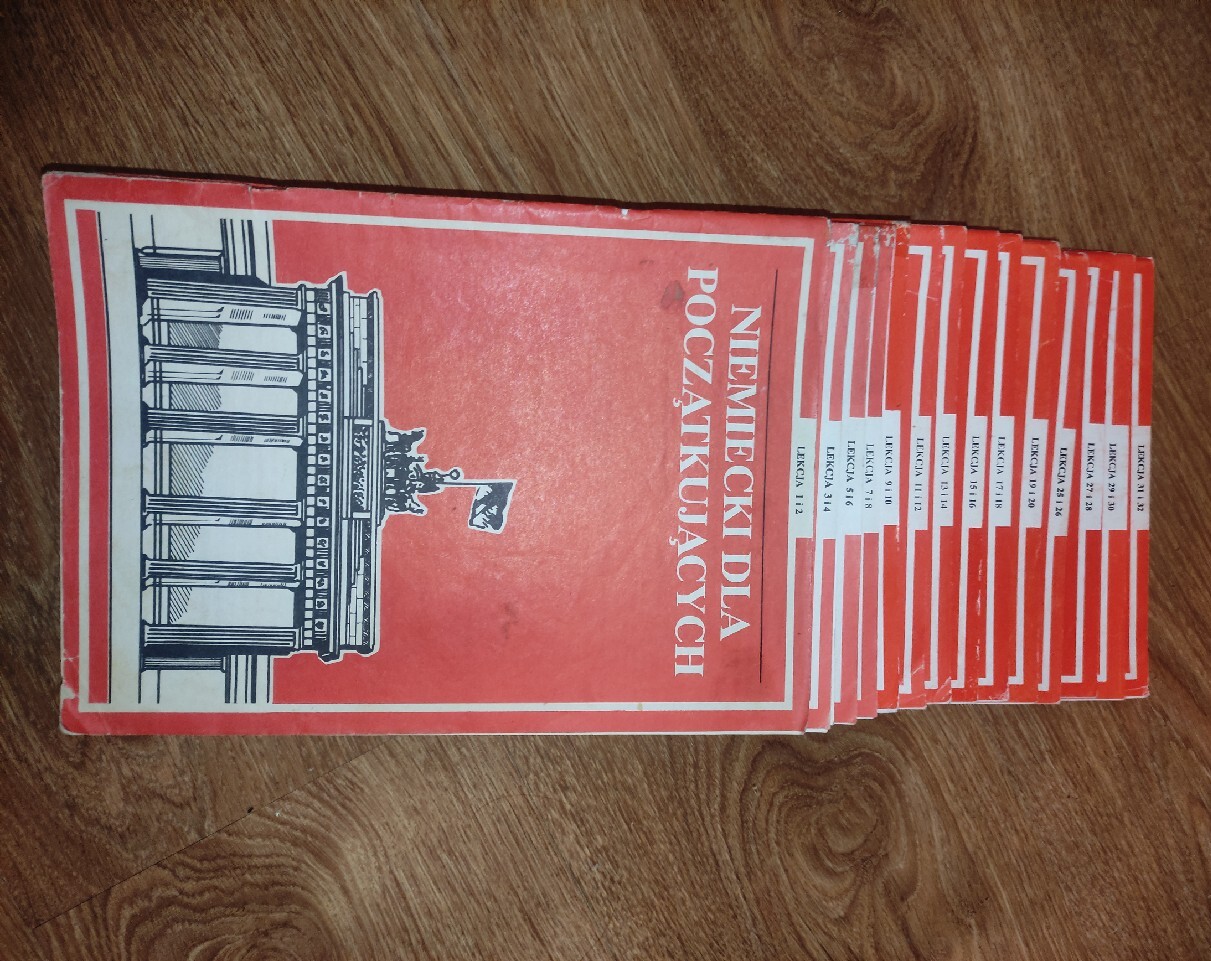 LEKCJA 31 i 32
LEKCJA 29 i 30
LEKCJA 27 i 28
LEKCJA 25 i 26
LEKCJA 19 i 20
LEKCJA 17 i 18
LEKCJA 15 i 16
LEKCJA 13 i 14
LEKCJA 11 i 12
LEKCJA 9 i 10
LEKCJA 7 i 8
LEKCJA 5 i 6
LEKCJA 3 i 4
LEKCJA 1 i 2
NIEMIECKI DLA
POCZĄTKUJĄCYCH